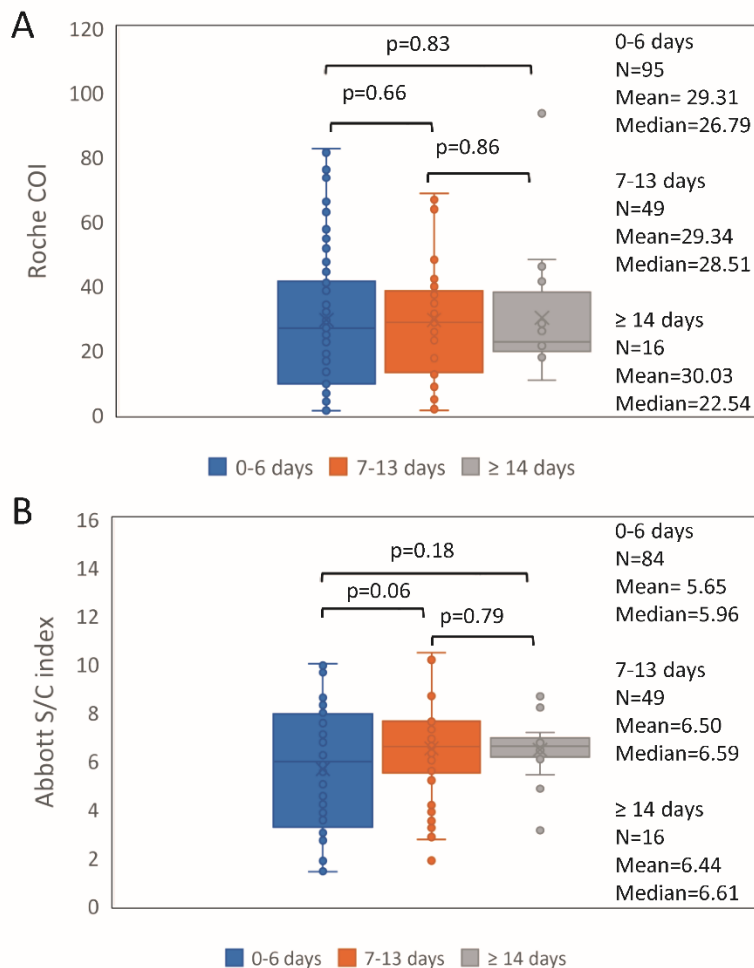 A
Roche COI
120
100
80
60
40
20
0
p=0.83
p=0.66
p=0.86
0-6 days
N=95
Mean= 29.31
Median=26.79
7-13 days
N=49
Mean=29.34
Median=28.51
≥ 14 days
N=16
Mean=30.03
Median=22.54
0-6 days 7-13 days ≥ 14 days
B
Abbott S/C index
16
14
12
10
8
6
4
2
0
p=0.18
p=0.06
p=0.79
0-6 days
N=84
Mean= 5.65
Median=5.96
7-13 days
N=49
Mean=6.50
Median=6.59
≥ 14 days
N=16
Mean=6.44
Median=6.61
0-6 days 7-13 days ≥ 14 days